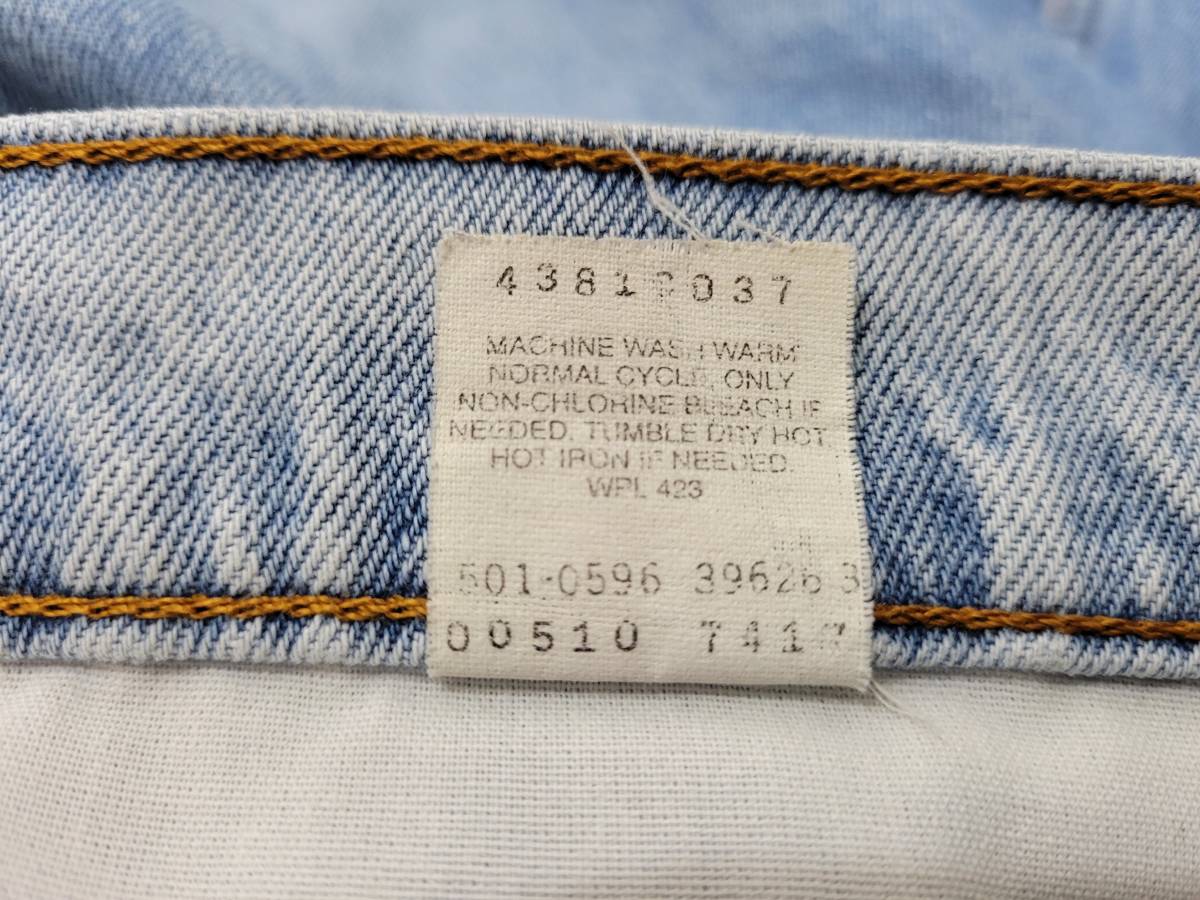 MACHINE WASH WARM
NORMAL CYCLE, ONLY
NON-CHLORINE BLEACH IF
NEEDED. TUMBLE DRY HOT.
HOT IRON IF NEEDED.
WPL 423
501-0596
00510